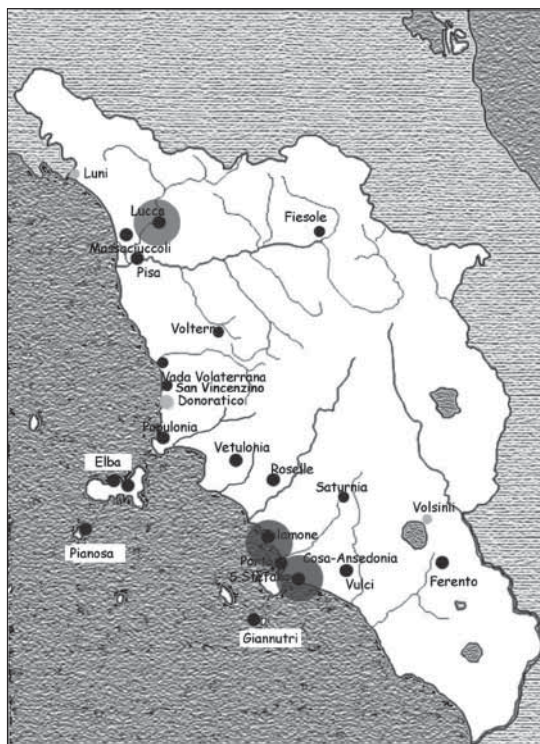 Luni
Lucca
Fiesole
Massaciuccoli
Pisa
Volterra
Vada Volaterrana
San Vincenzino
Donoratico
Populonia
Vetulonia
Elba
Roselle
Saturnia
Volsinii
Talamone
Pianosa
Porto
Cosa-Ansedonia
S.Stefano
Vulci
Ferento
Giannutri